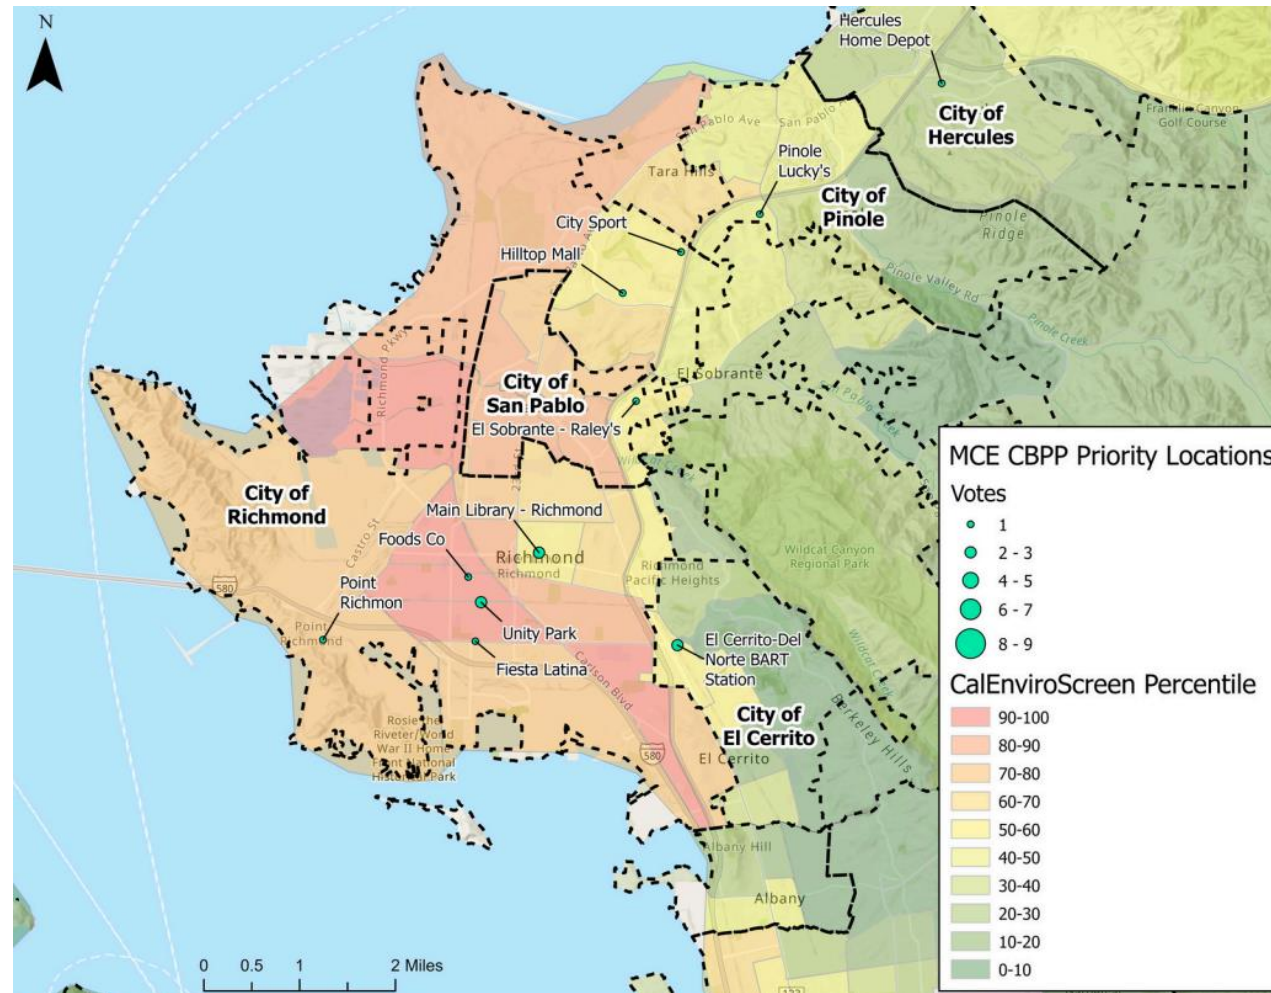 N
Hercules
Home Depot
City of
Hercules
Franklin Canyon
Golf Course
San Pablo Ave
San Pablo
Pinole
Lucky's
Tara Hills
City of
Pinole
Pinole
Ridge
City Sport
Hilltop Mall
Pinole Valley Rd
Pinole Creek
Richmond Pkwy
City of
San Pablo
El Sobrante
El Sobrante - Raley's
San Pablo Creek
City of
Richmond
Main Library - Richmond
Foods Co
Castro St
Richmond
Richmond
Richmond
Pacific Heights
Wildcat Canyon
Regional Park
580
Point
Richmon
Point
Richmond
Unity Park
Fiesta Latina
El Cerrito-Del
Norte BART
Station
Wildcat Creek
Carlson Blvd
City of
El Cerrito
Berkeley Hills
Rosie the
Riveter/World
War II Home
Front National
Historical Park
580
El Cerrito
Albany Hill
Albany
0 0.5 1 2 Miles
MCE CBPP Priority Locations
Votes
1
2 - 3
4 - 5
6 - 7
8 - 9
CalEnviroScreen Percentile
90-100
80-90
70-80
60-70
50-60
40-50
30-40
20-30
10-20
0-10